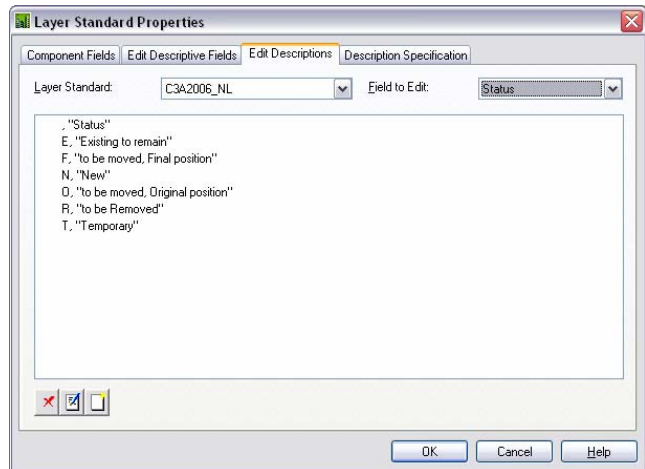 Layer Standard Properties
Component Fields Edit Descriptive Fields Edit Descriptions Description Specification
Layer Standard: C3A2006_NL Field to Edit: Status
, "Status"
E, "Existing to remain"
F, "to be moved, Final position"
N, "New"
O, "to be moved, Original position"
R, "to be Removed"
T, "Temporary"
OK Cancel Help